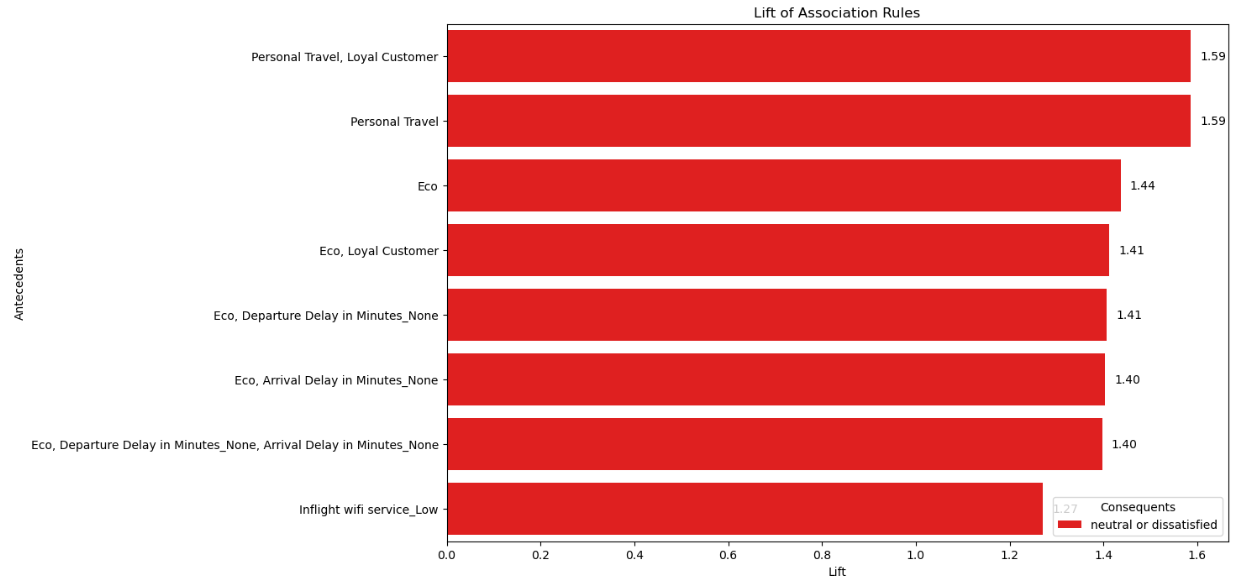 Lift of Association Rules
Antecedents
Personal Travel, Loyal Customer
1.59
Personal Travel
1.59
Eco
1.44
Eco, Loyal Customer
1.41
Eco, Departure Delay in Minutes_None
1.41
Eco, Arrival Delay in Minutes_None
1.40
Eco, Departure Delay in Minutes_None, Arrival Delay in Minutes_None
1.40
Inflight wifi service_Low
1.27
Consequents
neutral or dissatisfied
0.0 0.2 0.4 0.6 0.8 1.0 1.2 1.4 1.6
Lift